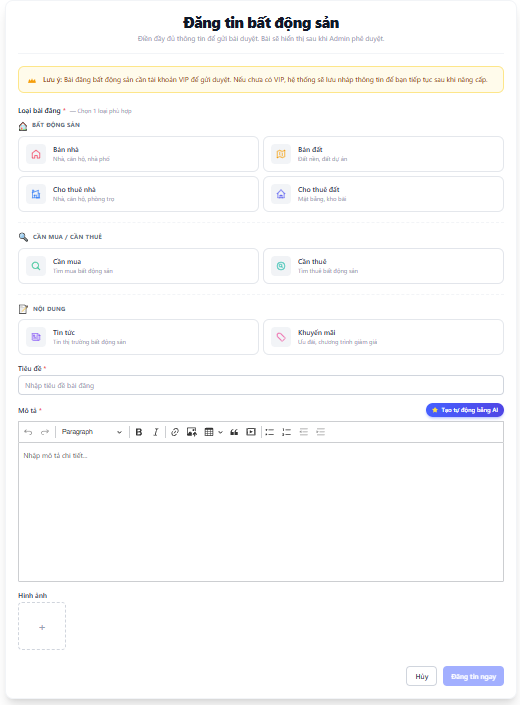 Đăng tin bất động sản
Điền đầy đủ thông tin để gửi bài duyệt. Bài sẽ hiển thị sau khi Admin phê duyệt.
Lưu ý: Bài đăng bất động sản cần tài khoản VIP để gửi duyệt. Nếu chưa có VIP, hệ thống sẽ lưu nháp thông tin để bạn tiếp tục sau khi nâng cấp.
Loại bài đăng * — Chọn 1 loại phù hợp
BẤT ĐỘNG SẢN
Bán nhà
Nhà, căn hộ, nhà phố
Bán đất
Đất nền, đất dự án
Cho thuê nhà
Nhà, căn hộ, phòng trọ
Cho thuê đất
Mặt bằng, kho bãi
CẦN MUA / CẦN THUÊ
Cần mua
Tìm mua bất động sản
Cần thuê
Tìm thuê bất động sản
NỘI DUNG
Tin tức
Tin thị trường bất động sản
Khuyến mãi
Ưu đãi, chương trình giảm giá
Tiêu đề *
Nhập tiêu đề bài đăng
Mô tả *
Tạo tự động bằng AI
Paragraph
B I
Nhập mô tả chi tiết...
Hình ảnh
+
Hủy
Đăng tin ngay